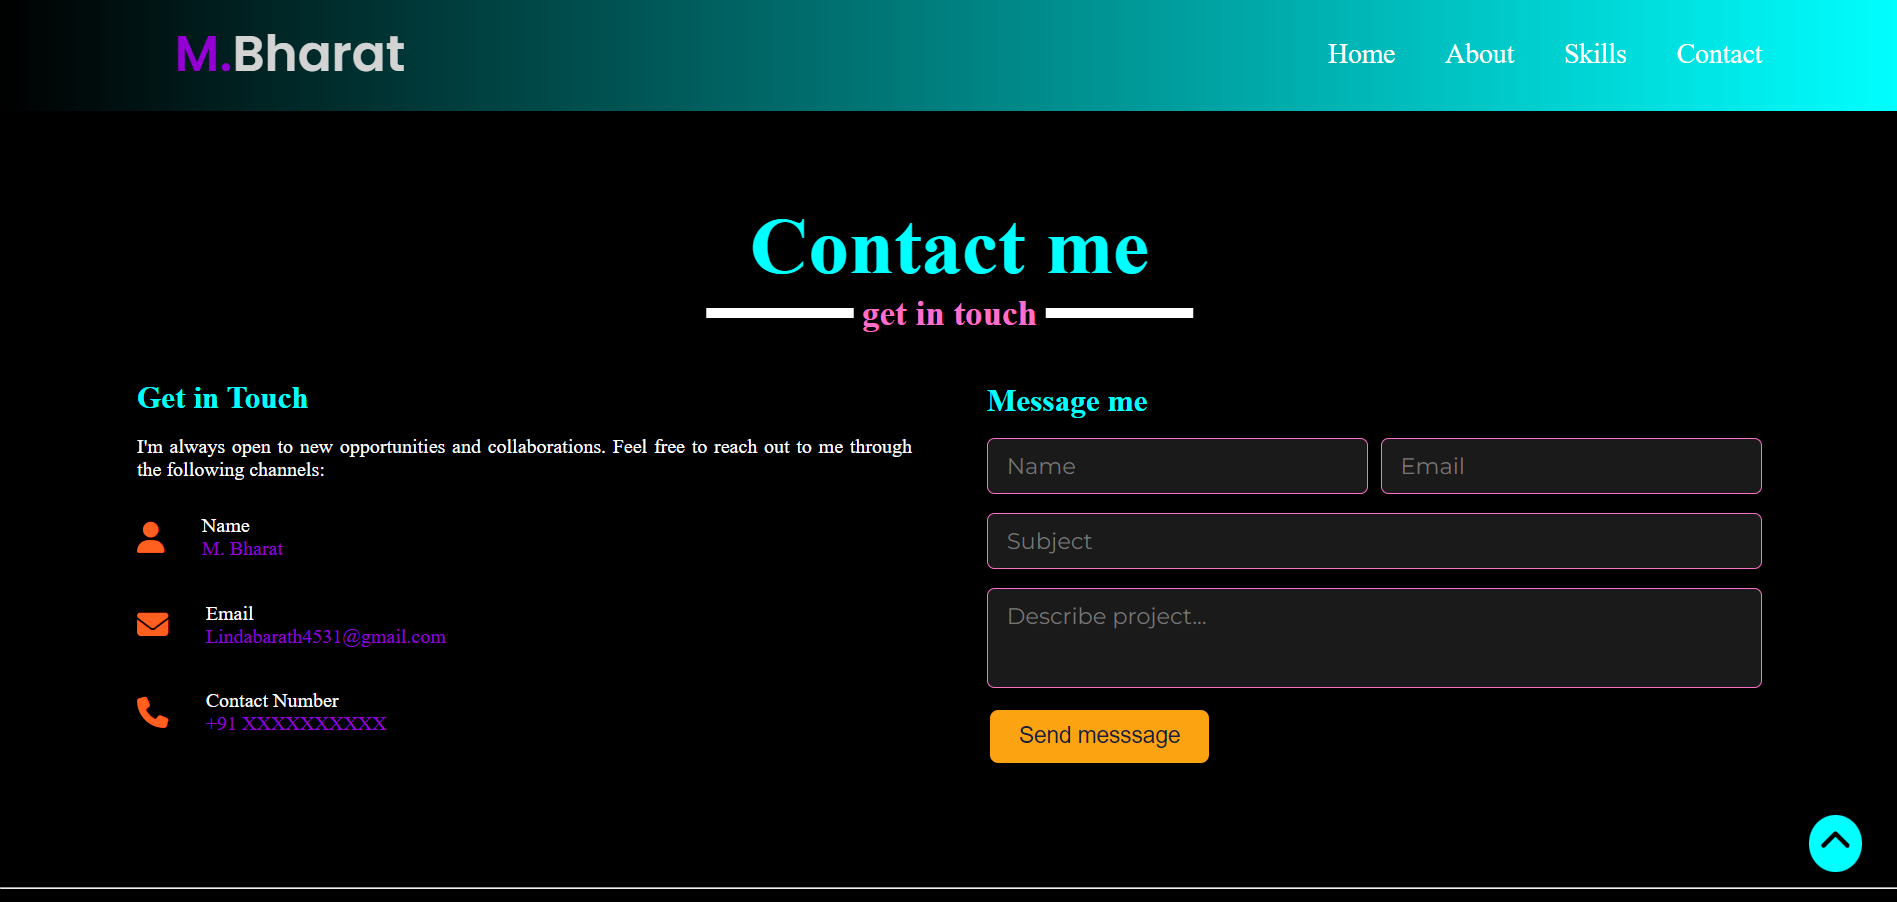 M.Bharat
Home About Skills Contact
Contact me
get in touch
Get in Touch
I'm always open to new opportunities and collaborations. Feel free to reach out to me through
the following channels:
Name
M. Bharat
Email
Lindabarath4531@gmail.com
Contact Number
+91 XXXXXXXXXX
Message me
Name Email
Subject
Describe project...
Send messsage